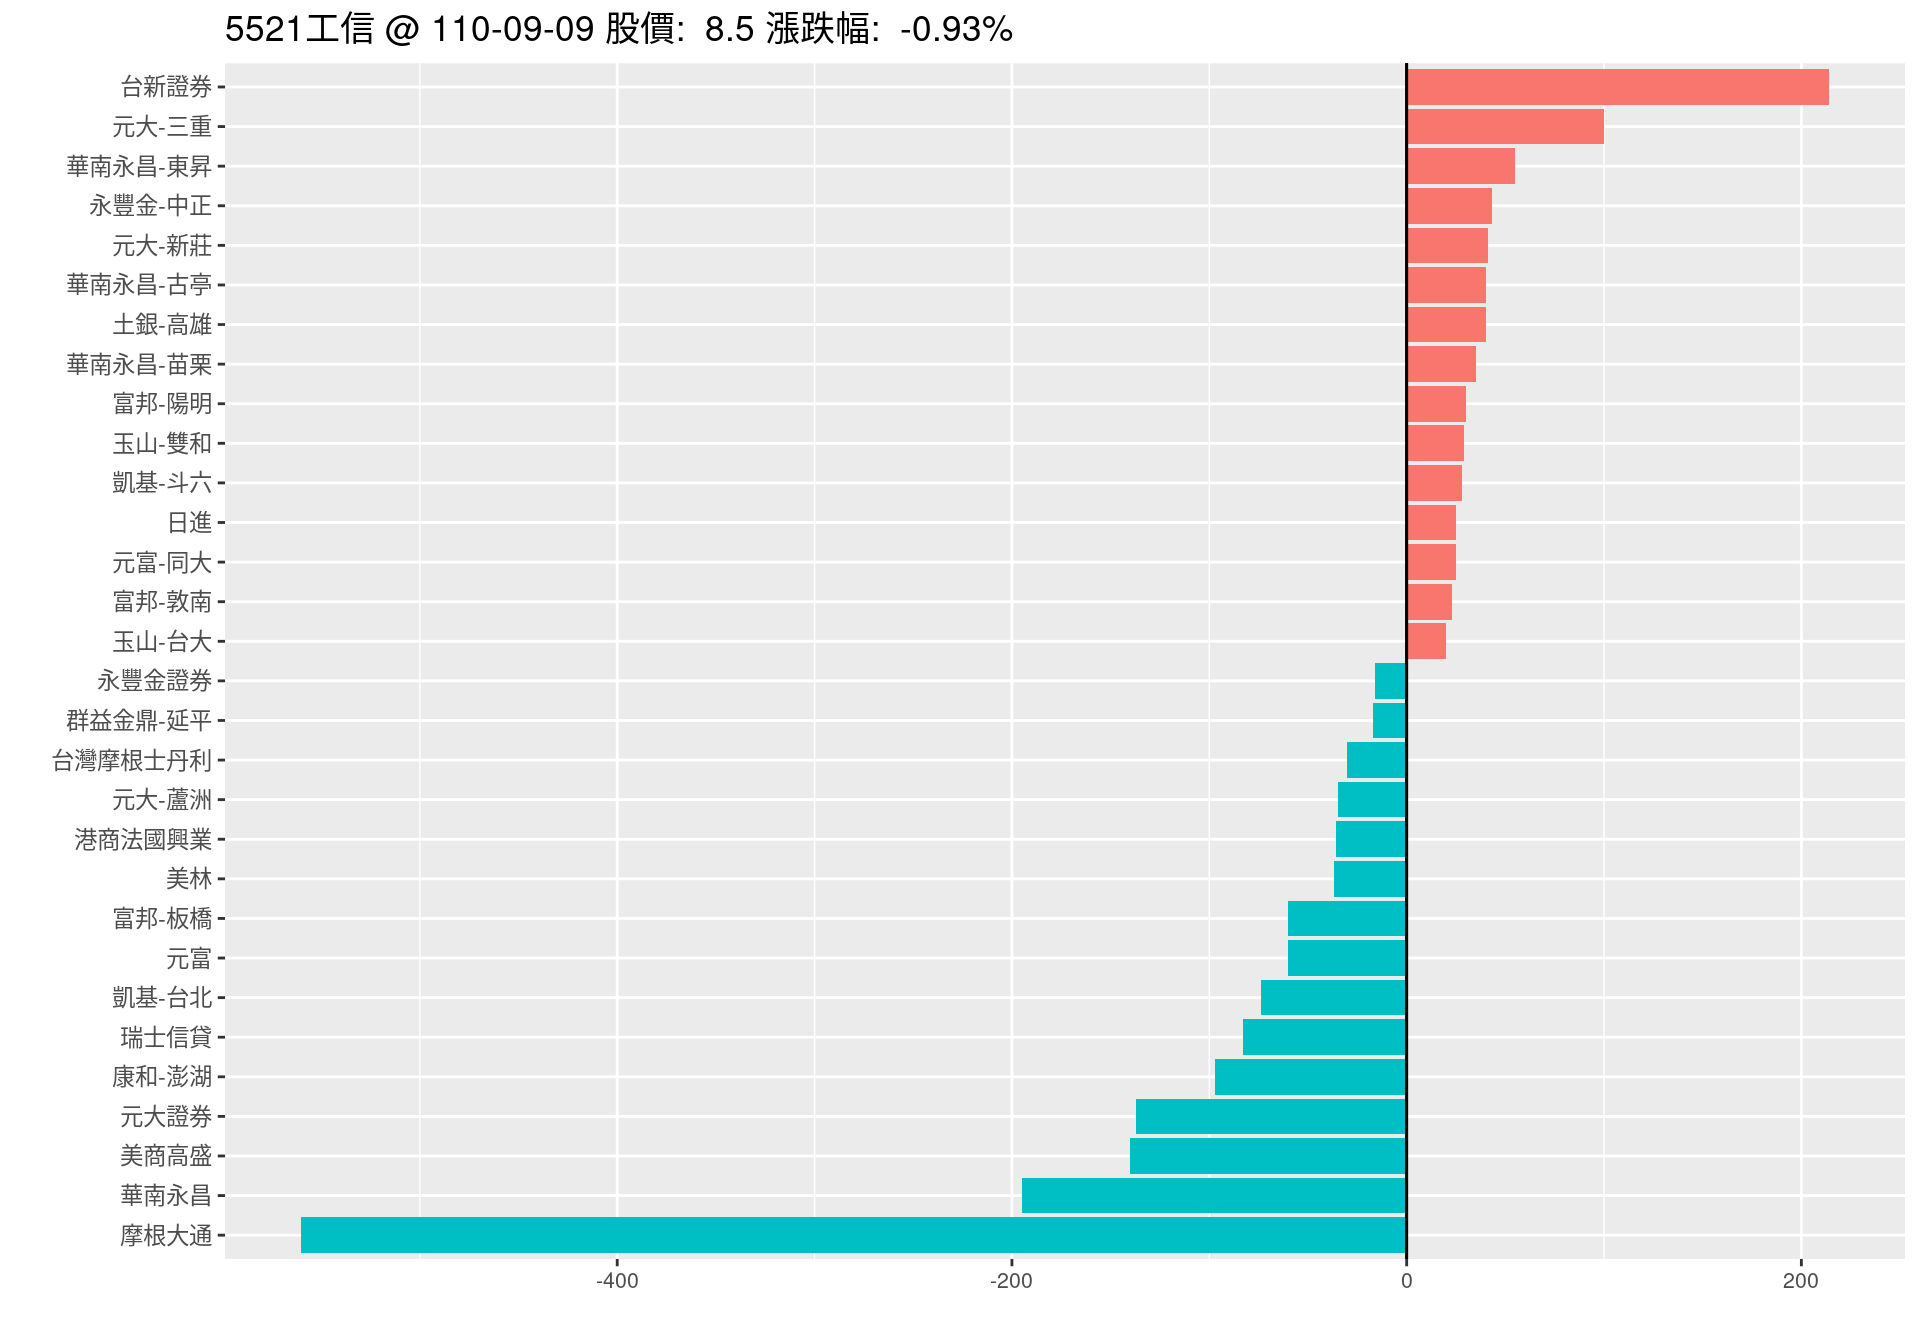 5521工信 @ 110-09-09 股價:  8.5 漲跌幅:  -0.93%
台新證券
元大-三重
華南永昌-東昇
永豐金-中正
元大-新莊
華南永昌-古亭
土銀-高雄
華南永昌-苗栗
富邦-陽明
玉山-雙和
凱基-斗六
日進
元富-同大
富邦-敦南
玉山-台大
永豐金證券
群益金鼎-延平
台灣摩根士丹利
元大-蘆洲
港商法國興業
美林
富邦-板橋
元富
凱基-台北
瑞士信貸
康和-澎湖
元大證券
美商高盛
華南永昌
摩根大通
-400 -200 0 200